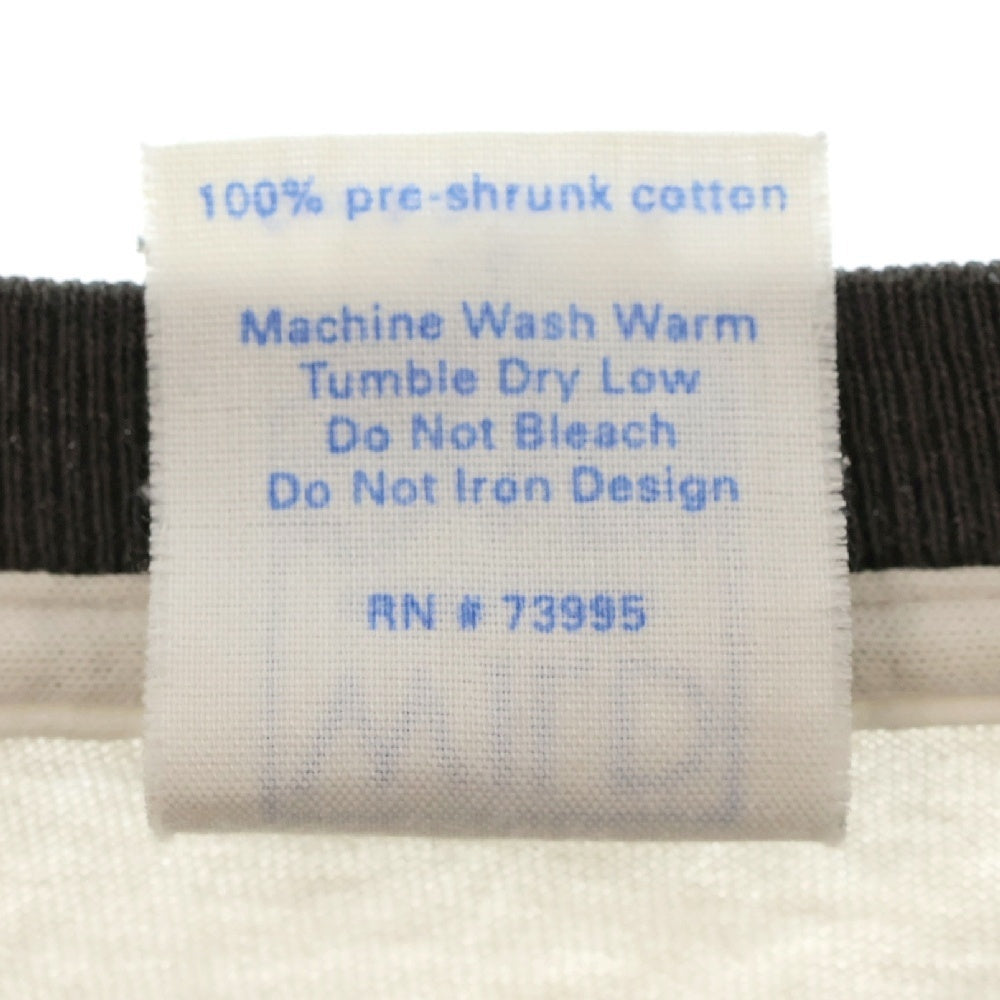 100% pre-shrunk cotton
Machine Wash Warm
Tumble Dry Low
Do Not Bleach
Do Not Iron Design
RN # 73995